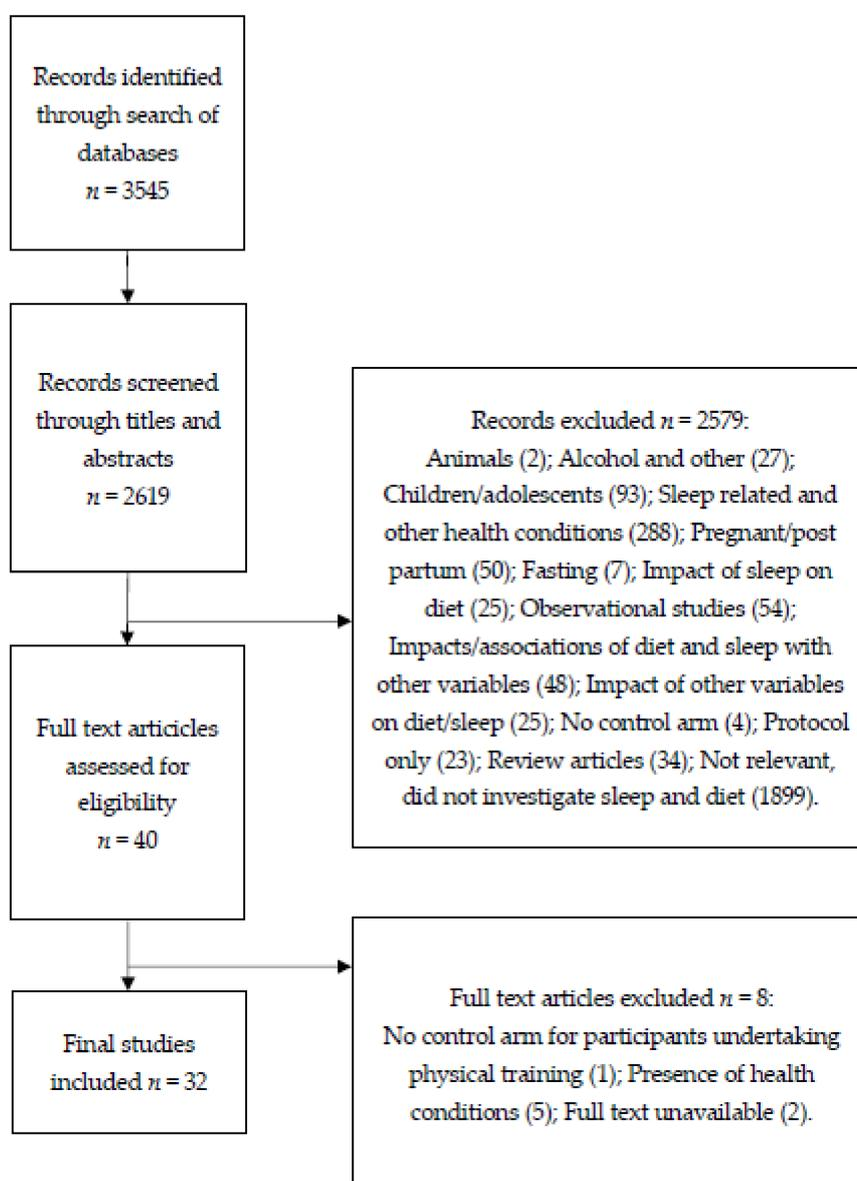 Records identified
through search of
databases
n = 3545
Records screened
through titles and
abstracts
n = 2619
Records excluded n = 2579:
Animals (2); Alcohol and other (27);
Children/adolescents (93); Sleep related and
other health conditions (288); Pregnant/post
partum (50); Fasting (7); Impact of sleep on
diet (25); Observational studies (54);
Impacts/associations of diet and sleep with
other variables (48); Impact of other variables
on diet/sleep (25); No control arm (4); Protocol
only (23); Review articles (34); Not relevant,
did not investigate sleep and diet (1899).
Full text articicles
assessed for
eligibility
n = 40
Full text articles excluded n = 8:
No control arm for participants undertaking
physical training (1); Presence of health
conditions (5); Full text unavailable (2).
Final studies
included n = 32